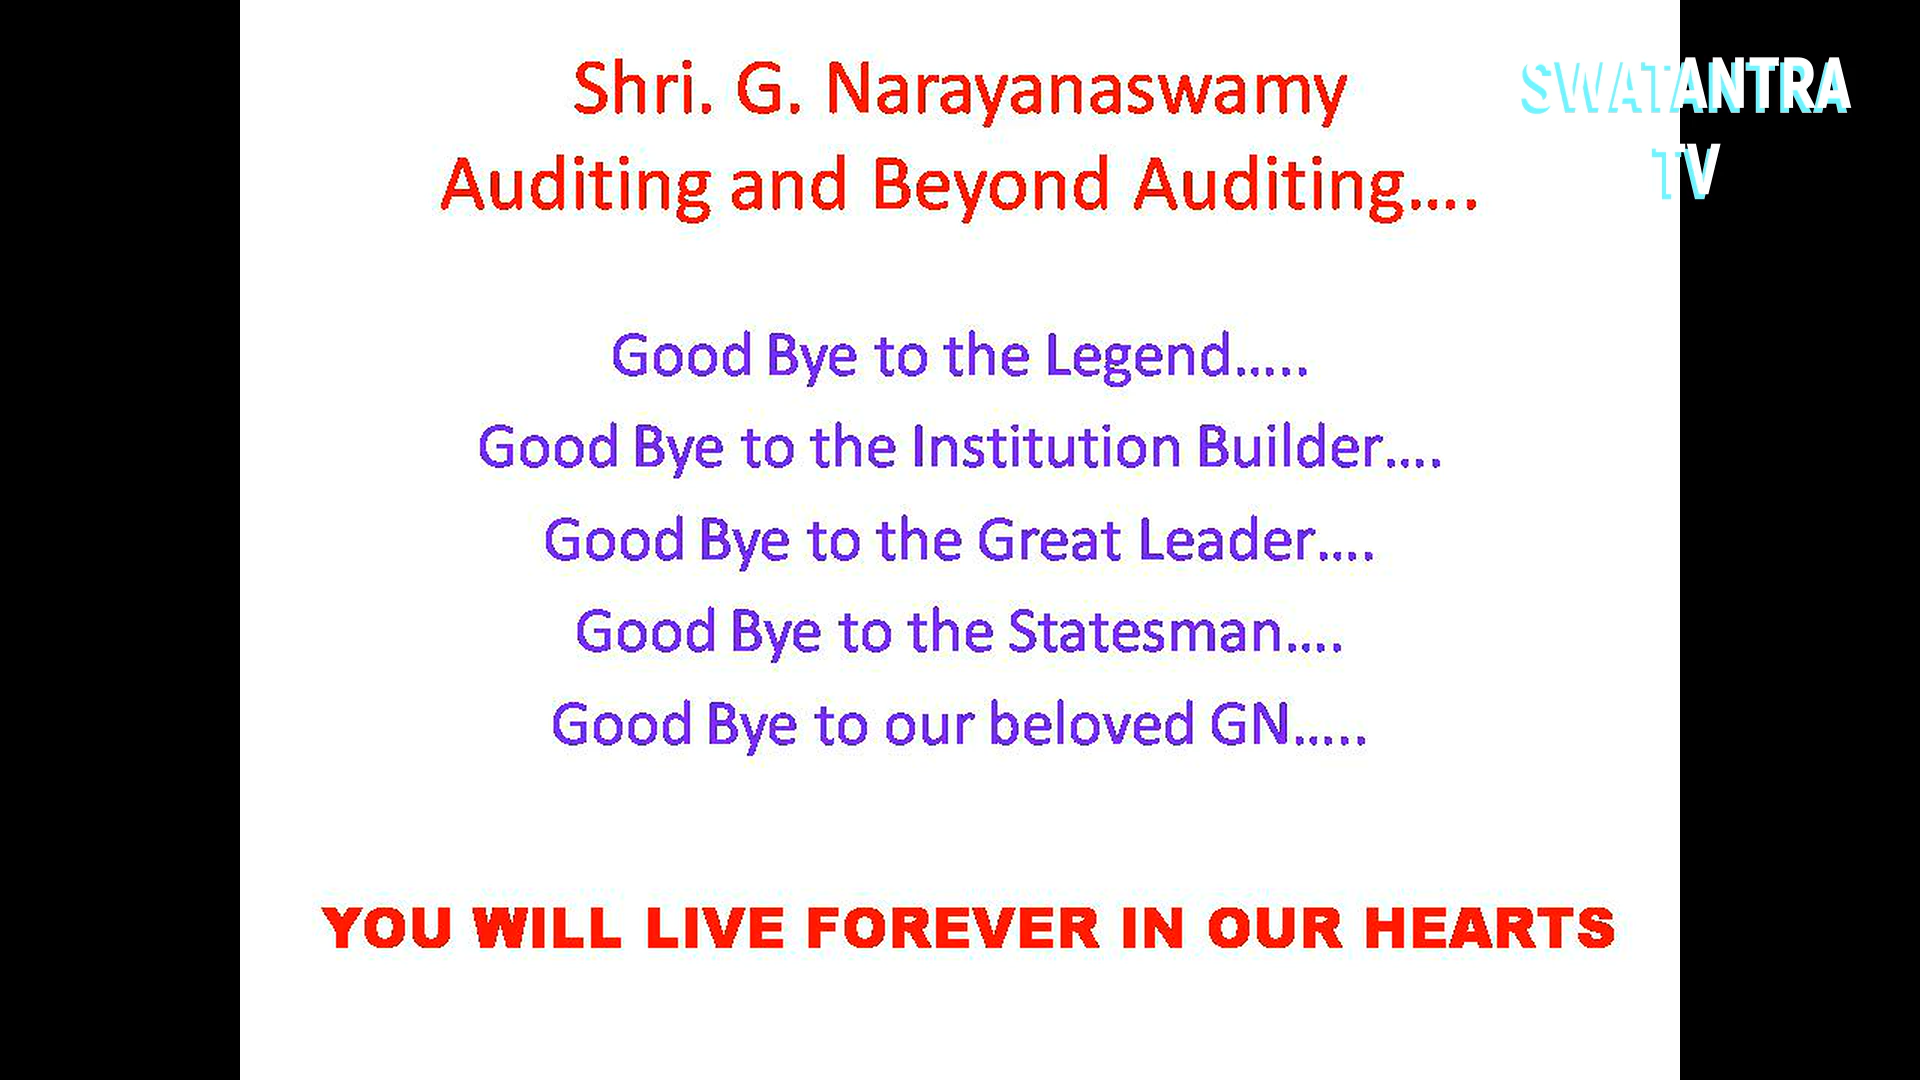 Shri. G. Narayanaswamy
Auditing and Beyond Auditing....
SWATANTRA
TV
Good Bye to the Legend.....
Good Bye to the Institution Builder....
Good Bye to the Great Leader....
Good Bye to the Statesman....
Good Bye to our beloved GN.....
YOU WILL LIVE FOREVER IN OUR HEARTS